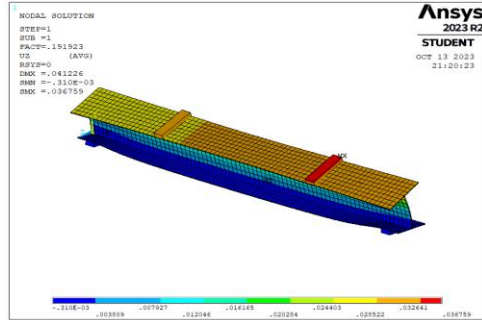 1
NODAL SOLUTION
STEP=1
SUB =1
FACT=.191923
UZ (AVG)
RSYS=0
DMX =.041226
SMN =-.310E-03
SMX =.036759
Ansys
2023 R2
STUDENT
OCT 13 2023
21:20:23
MX
-.310E-03 .003809 .007927 .012046 .016165 .020284 .024403 .028522 .032641 .036759